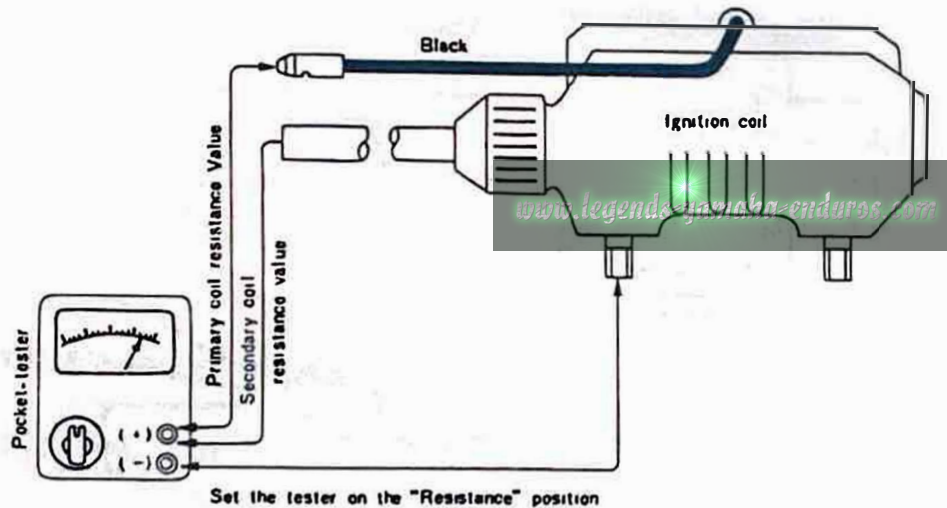 Black
Ignition coil
www.legends-yamaha-enduros.com
Primary coil resistance Value
Secondary coil
resistance value
Pocket-tester
(+)
(-)
Set the tester on the "Resistance" position